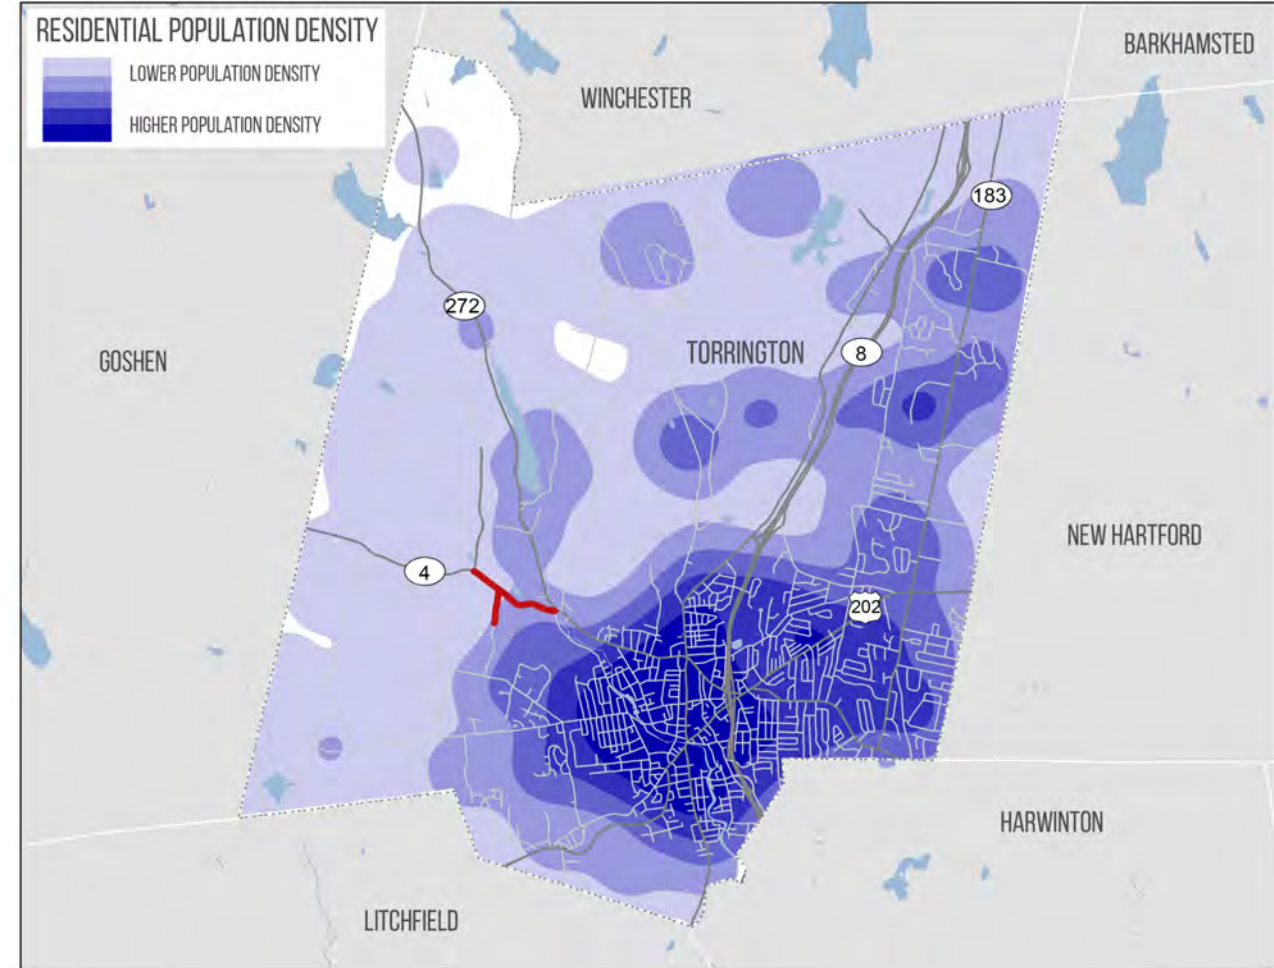 RESIDENTIAL POPULATION DENSITY
LOWER POPULATION DENSITY
HIGHER POPULATION DENSITY
BARKHAMSTED
WINCHESTER
183
272
TORRINGTON
8
GOSHEN
NEW HARTFORD
4
202
HARWINTON
LITCHFIELD